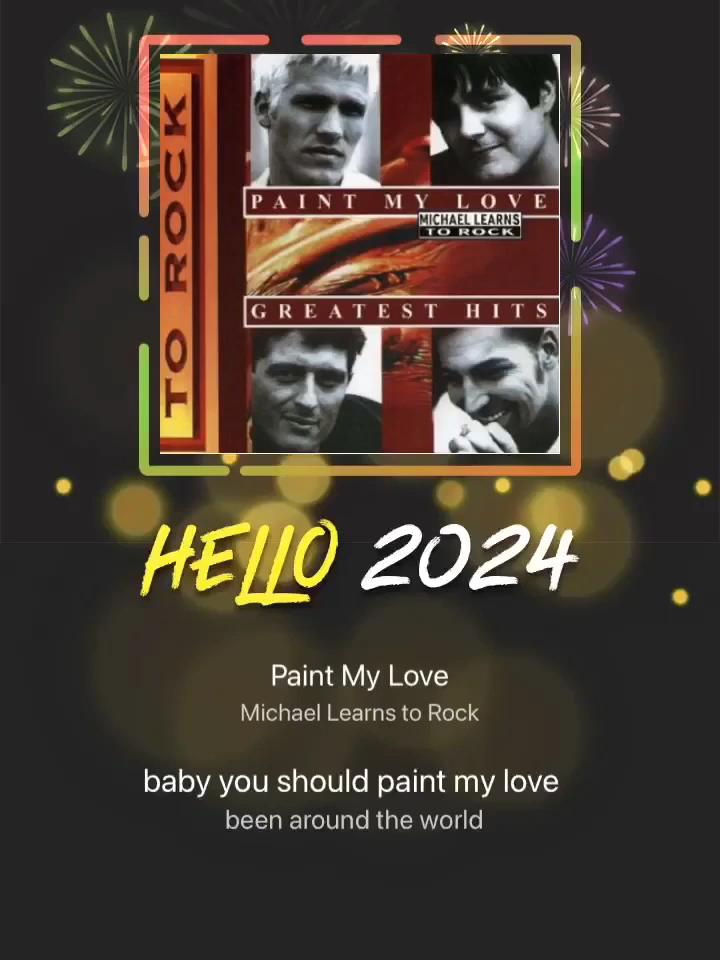 TO ROCK
PAINT MY LOVE
MICHAEL LEARNS
TO ROCK
GREATEST HITS
HELLO 2024
Paint My Love
Michael Learns to Rock
baby you should paint my love
been around the world